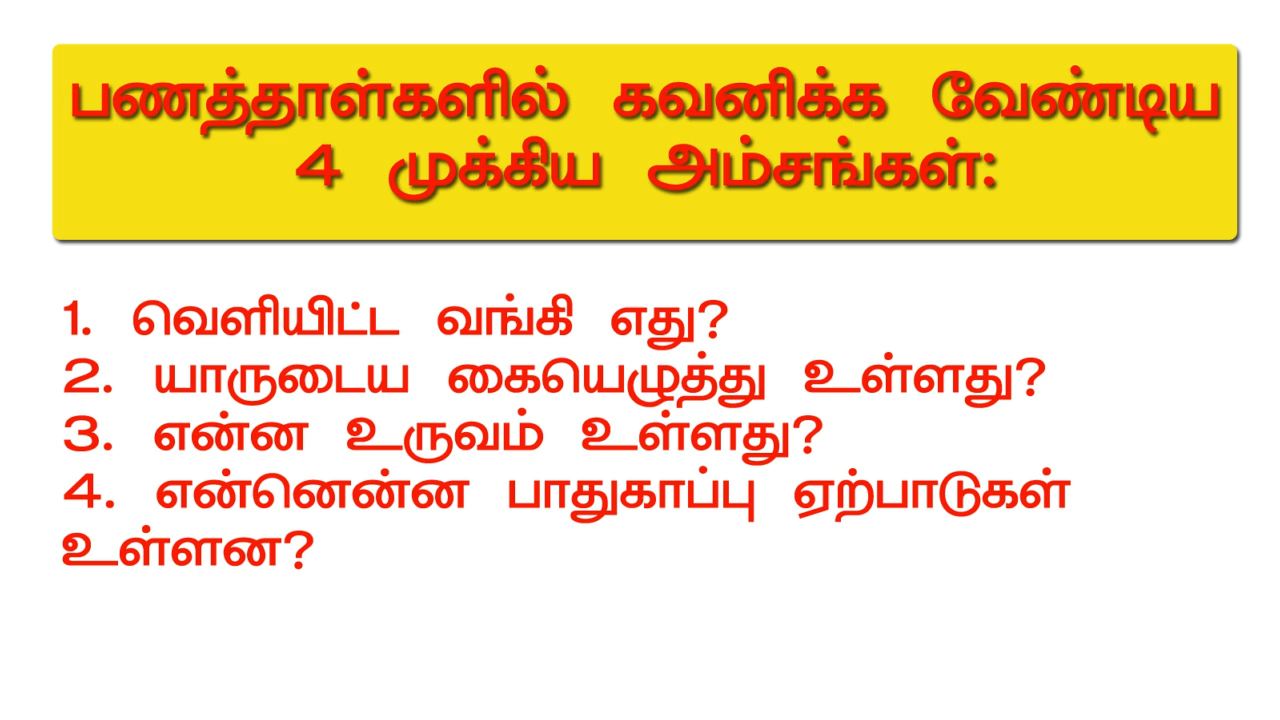 பணத்தாள்களில் கவனிக்க வேண்டிய
4 முக்கிய அம்சங்கள்:
1. வெளியிட்ட வங்கி எது?
2. யாருடைய கையெழுத்து உள்ளது?
3. என்ன உருவம் உள்ளது?
4. என்னென்ன பாதுகாப்பு ஏற்பாடுகள்
உள்ளன?